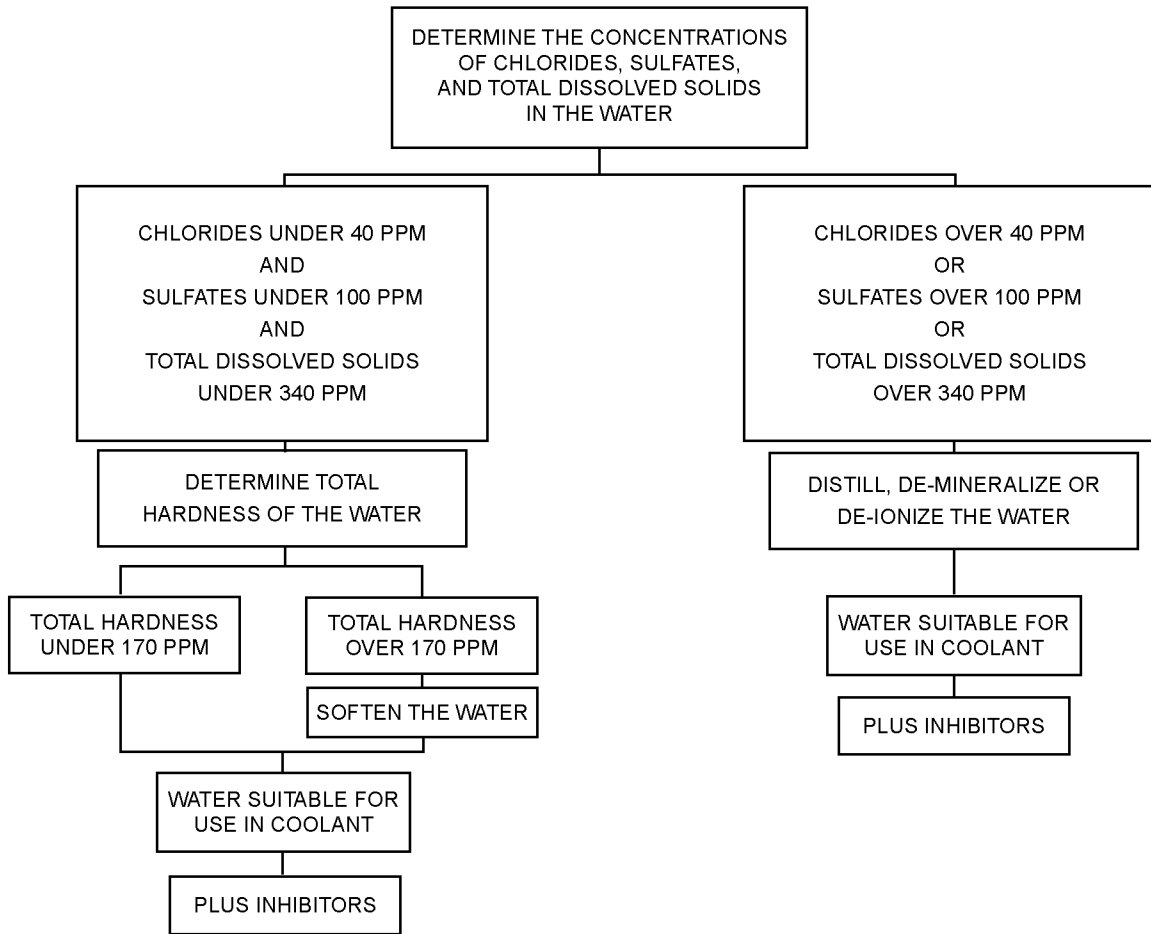 DETERMINE THE CONCENTRATIONS
OF CHLORIDES, SULFATES,
AND TOTAL DISSOLVED SOLIDS
IN THE WATER
CHLORIDES UNDER 40 PPM
AND
SULFATES UNDER 100 PPM
AND
TOTAL DISSOLVED SOLIDS
UNDER 340 PPM
CHLORIDES OVER 40 PPM
OR
SULFATES OVER 100 PPM
OR
TOTAL DISSOLVED SOLIDS
OVER 340 PPM
DETERMINE TOTAL
HARDNESS OF THE WATER
DISTILL, DE-MINERALIZE OR
DE-IONIZE THE WATER
TOTAL HARDNESS
UNDER 170 PPM
TOTAL HARDNESS
OVER 170 PPM
WATER SUITABLE FOR
USE IN COOLANT
SOFTEN THE WATER
PLUS INHIBITORS
WATER SUITABLE FOR
USE IN COOLANT
PLUS INHIBITORS